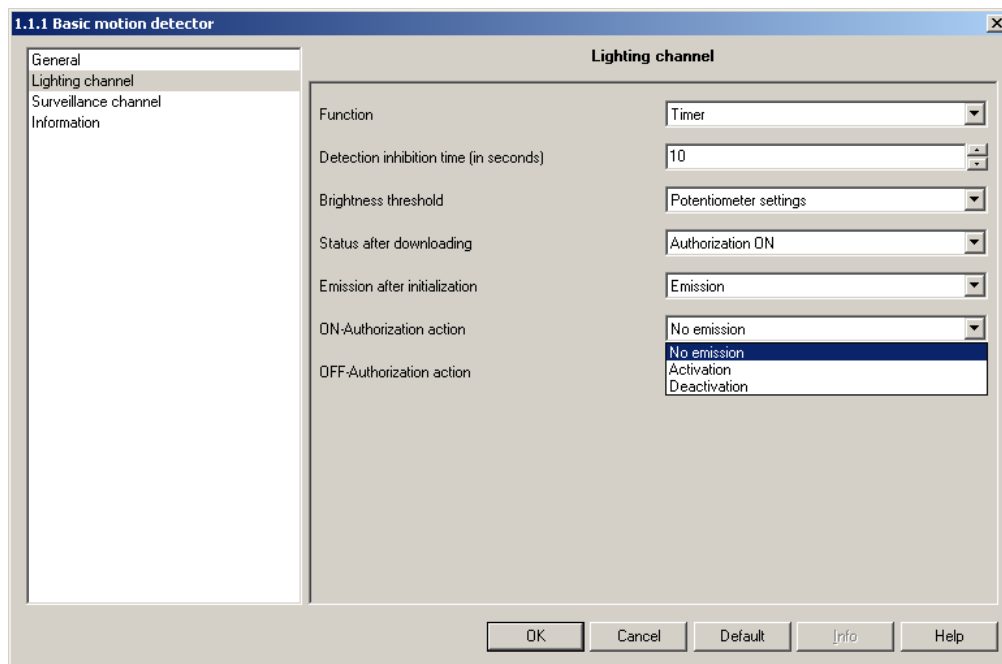 1.1.1 Basic motion detector
General
Lighting channel
Surveillance channel
Information
Lighting channel
Function
Timer
Detection inhibition time (in seconds)
10
Brightness threshold
Potentiometer settings
Status after downloading
Authorization ON
Emission after initialization
Emission
ON-Authorization action
No emission
No emission
Activation
Deactivation
OFF-Authorization action
OK
Cancel
Default
Info
Help